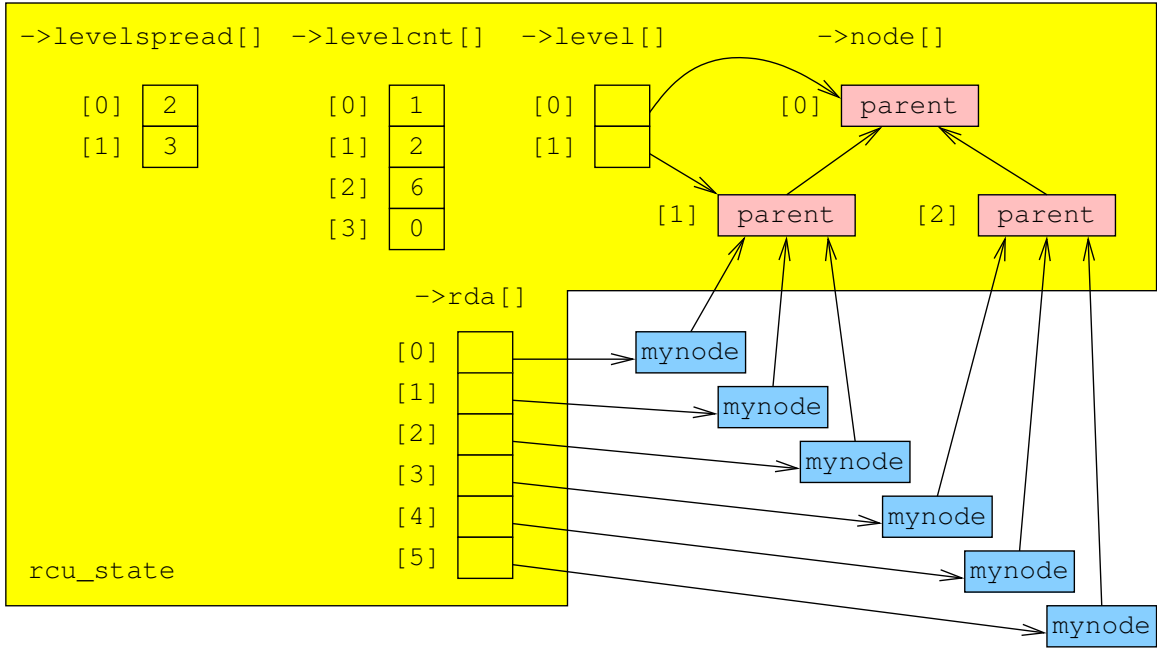 ->levelspread[] ->levelcnt[] ->level[] ->node[]
[0] 2 [0] 1 [0] [0] parent
[1] 3 [1] 2 [1]
[2] 6
[1] parent [2] parent
[3] 0
->rda[]
[0] mynode
[1] mynode
[2] mynode
[3] mynode
[4] mynode
[5] mynode
rcu_state